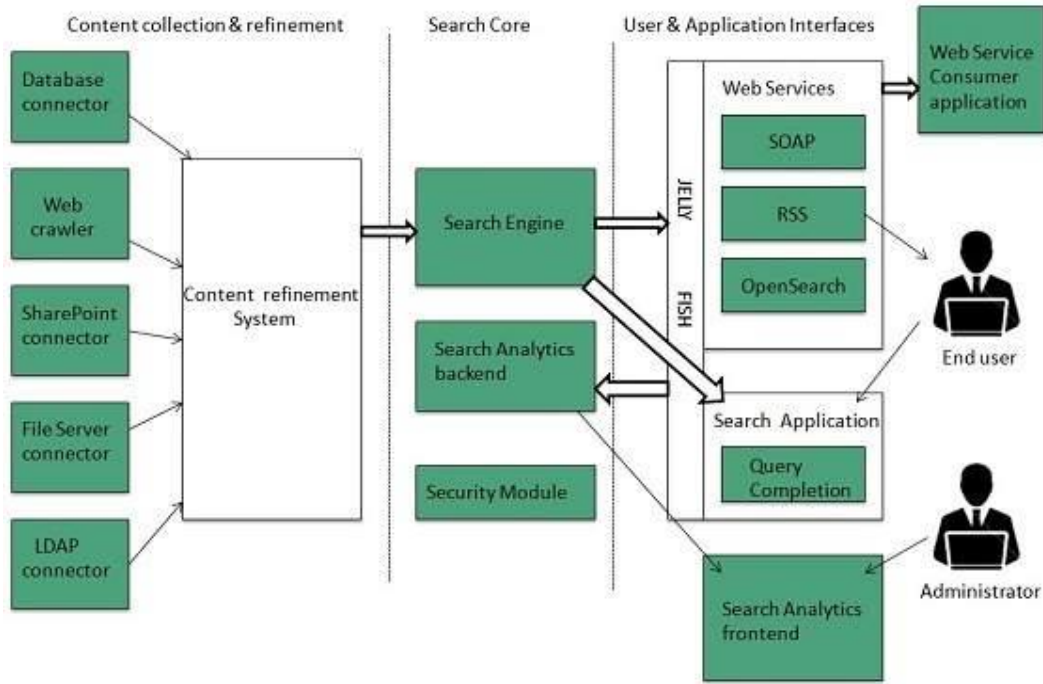 Content collection & refinement
Search Core
User & Application Interfaces
Database
connector
Web
crawler
SharePoint
connector
File Server
connector
LDAP
connector
Content refinement
System
Search Engine
Search Analytics
backend
Security Module
JELLY
FISH
Web Services
SOAP
RSS
OpenSearch
Search Application
Query
Completion
Search Analytics
frontend
Web Service
Consumer
application
End user
Administrator